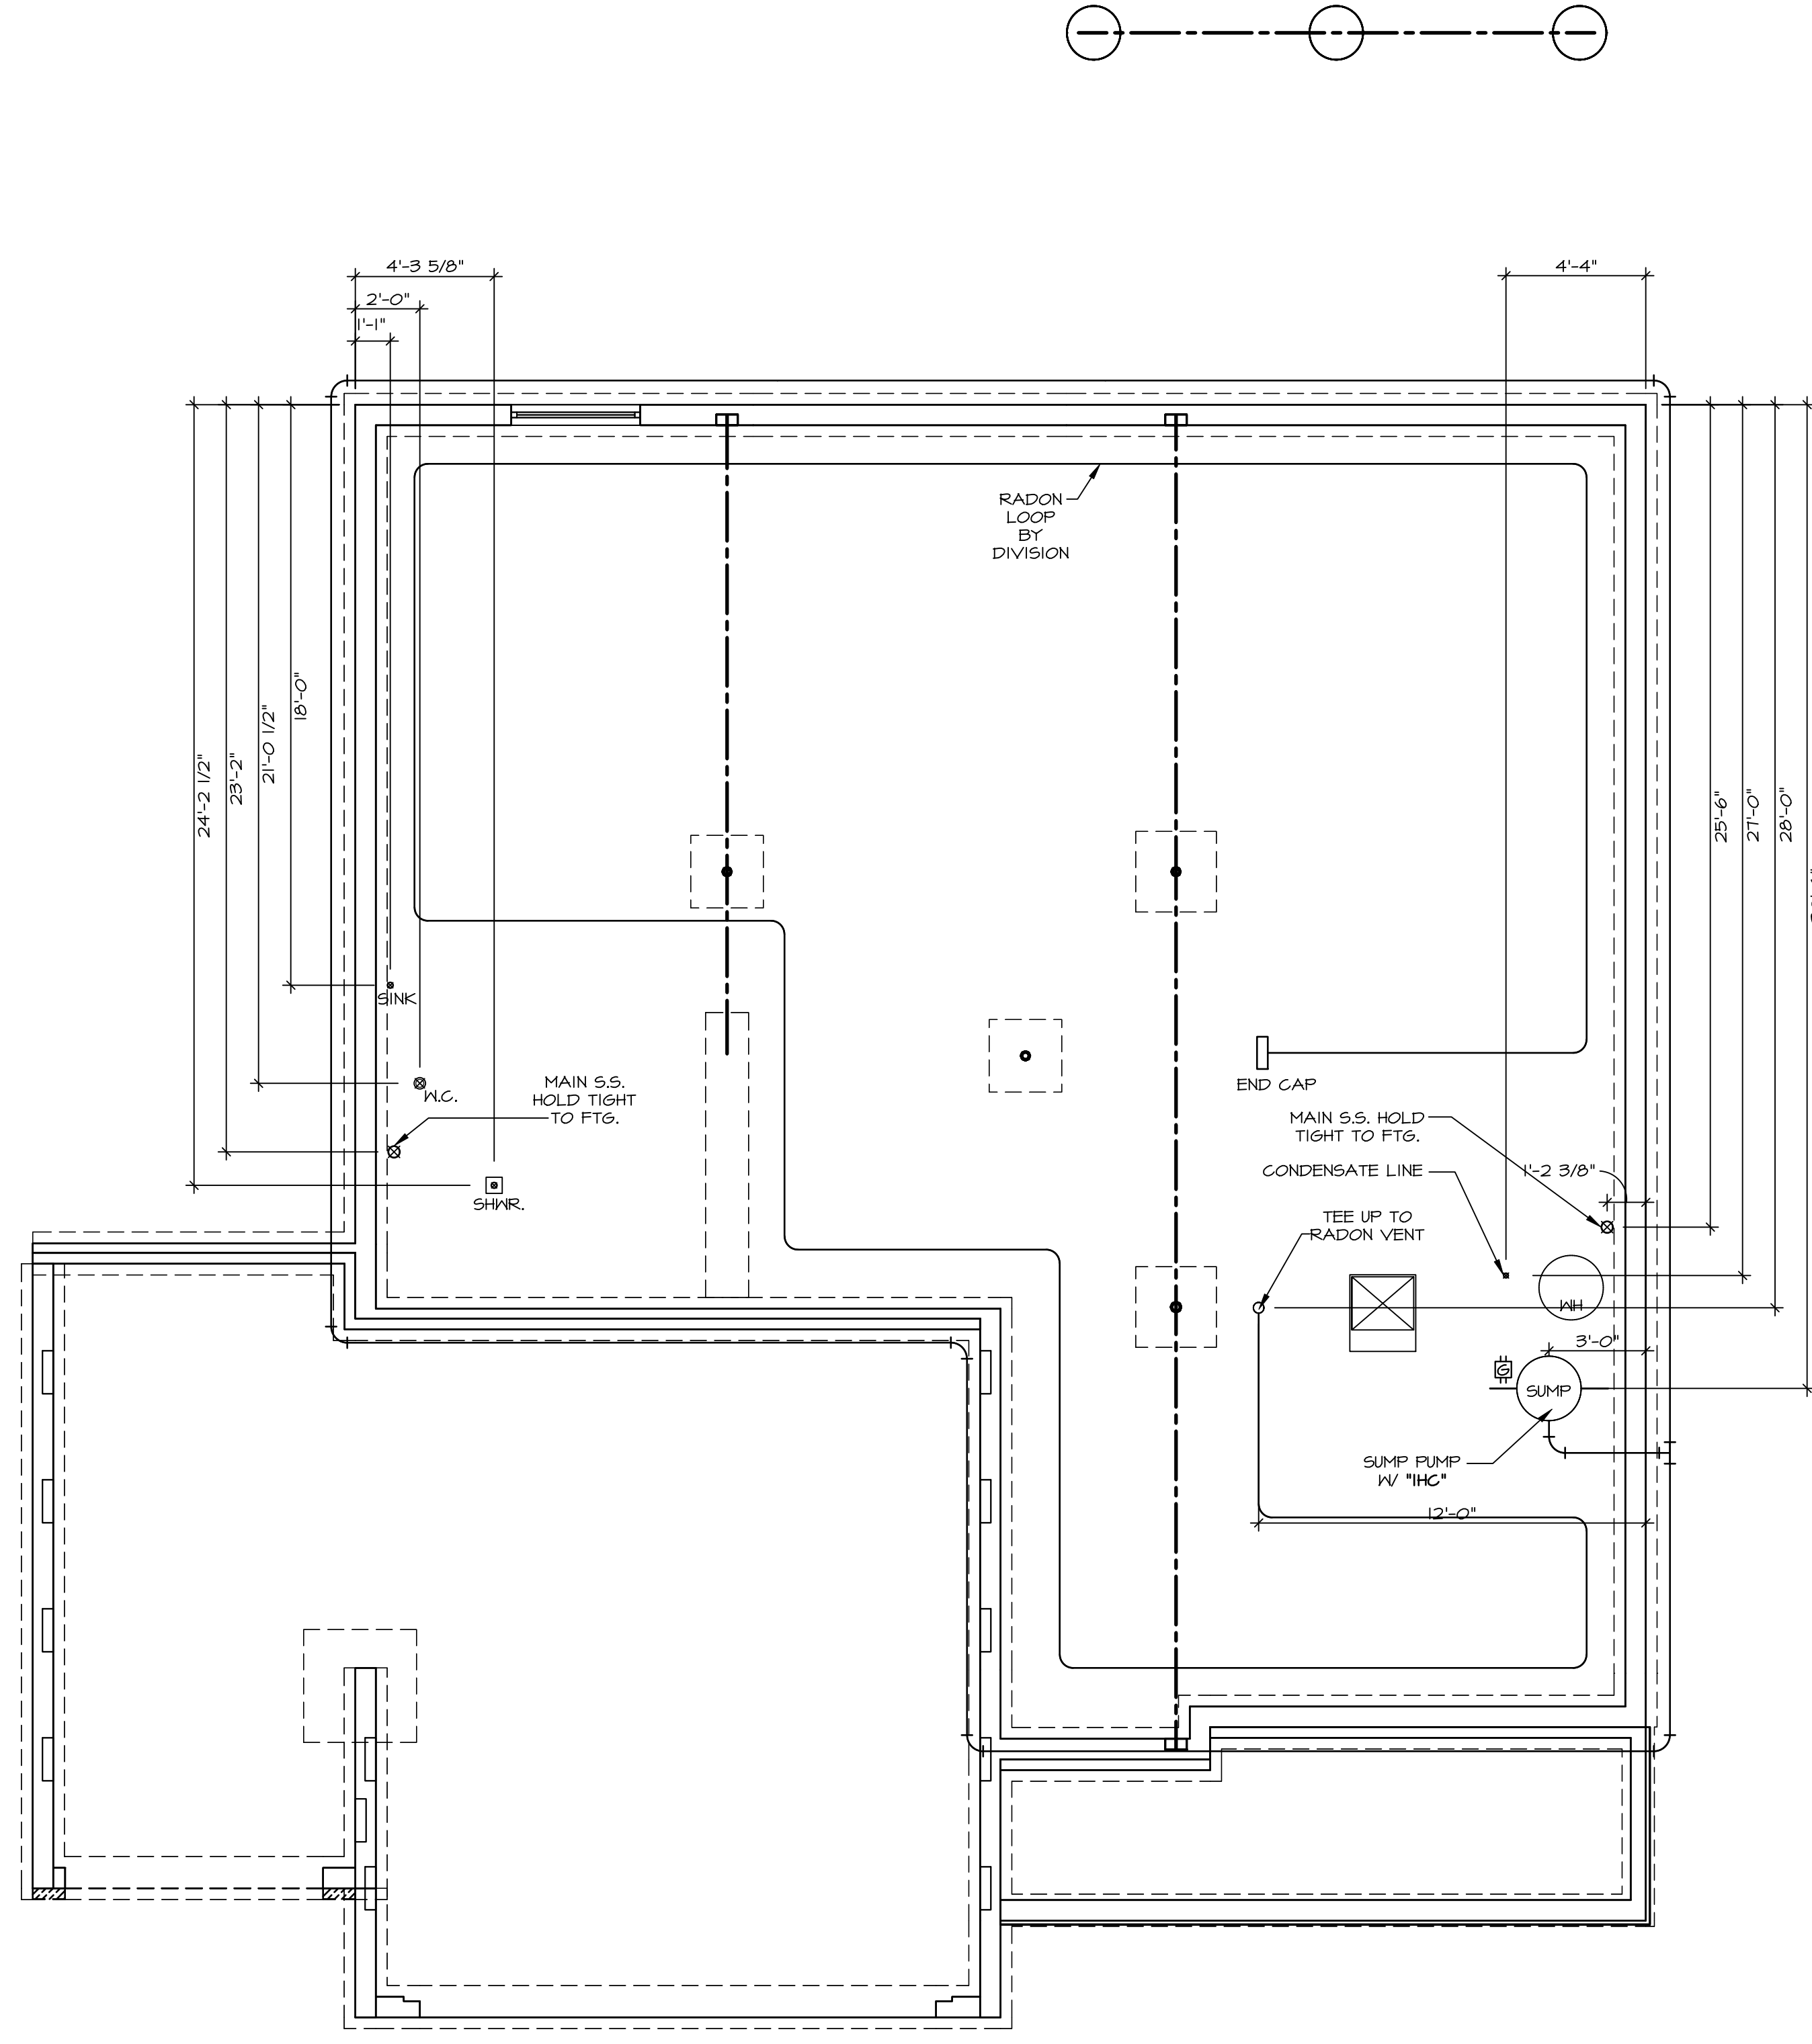 4'-3 5/8"
4'-4"
2'-0"
1'-1"
RADON
LOOP
BY
DIVISION
18'-0"
21'-0 1/2"
23'-2"
24'-2 1/2"
25'-6"
27'-0"
28'-0"
SINK
W.C.
MAIN S.S.
HOLD TIGHT
TO FTG.
SHWR.
END CAP
MAIN S.S. HOLD
TIGHT TO FTG.
CONDENSATE LINE
1'-2 3/8"
TEE UP TO
RADON VENT
WH
3'-0"
G
SUMP
SUMP PUMP
W/ "IHC"
12'-0"